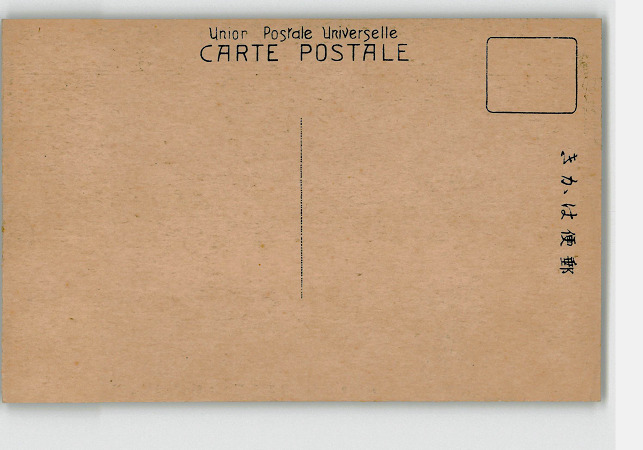 Union Postale Universelle
CARTE POSTALE
きかは便郵